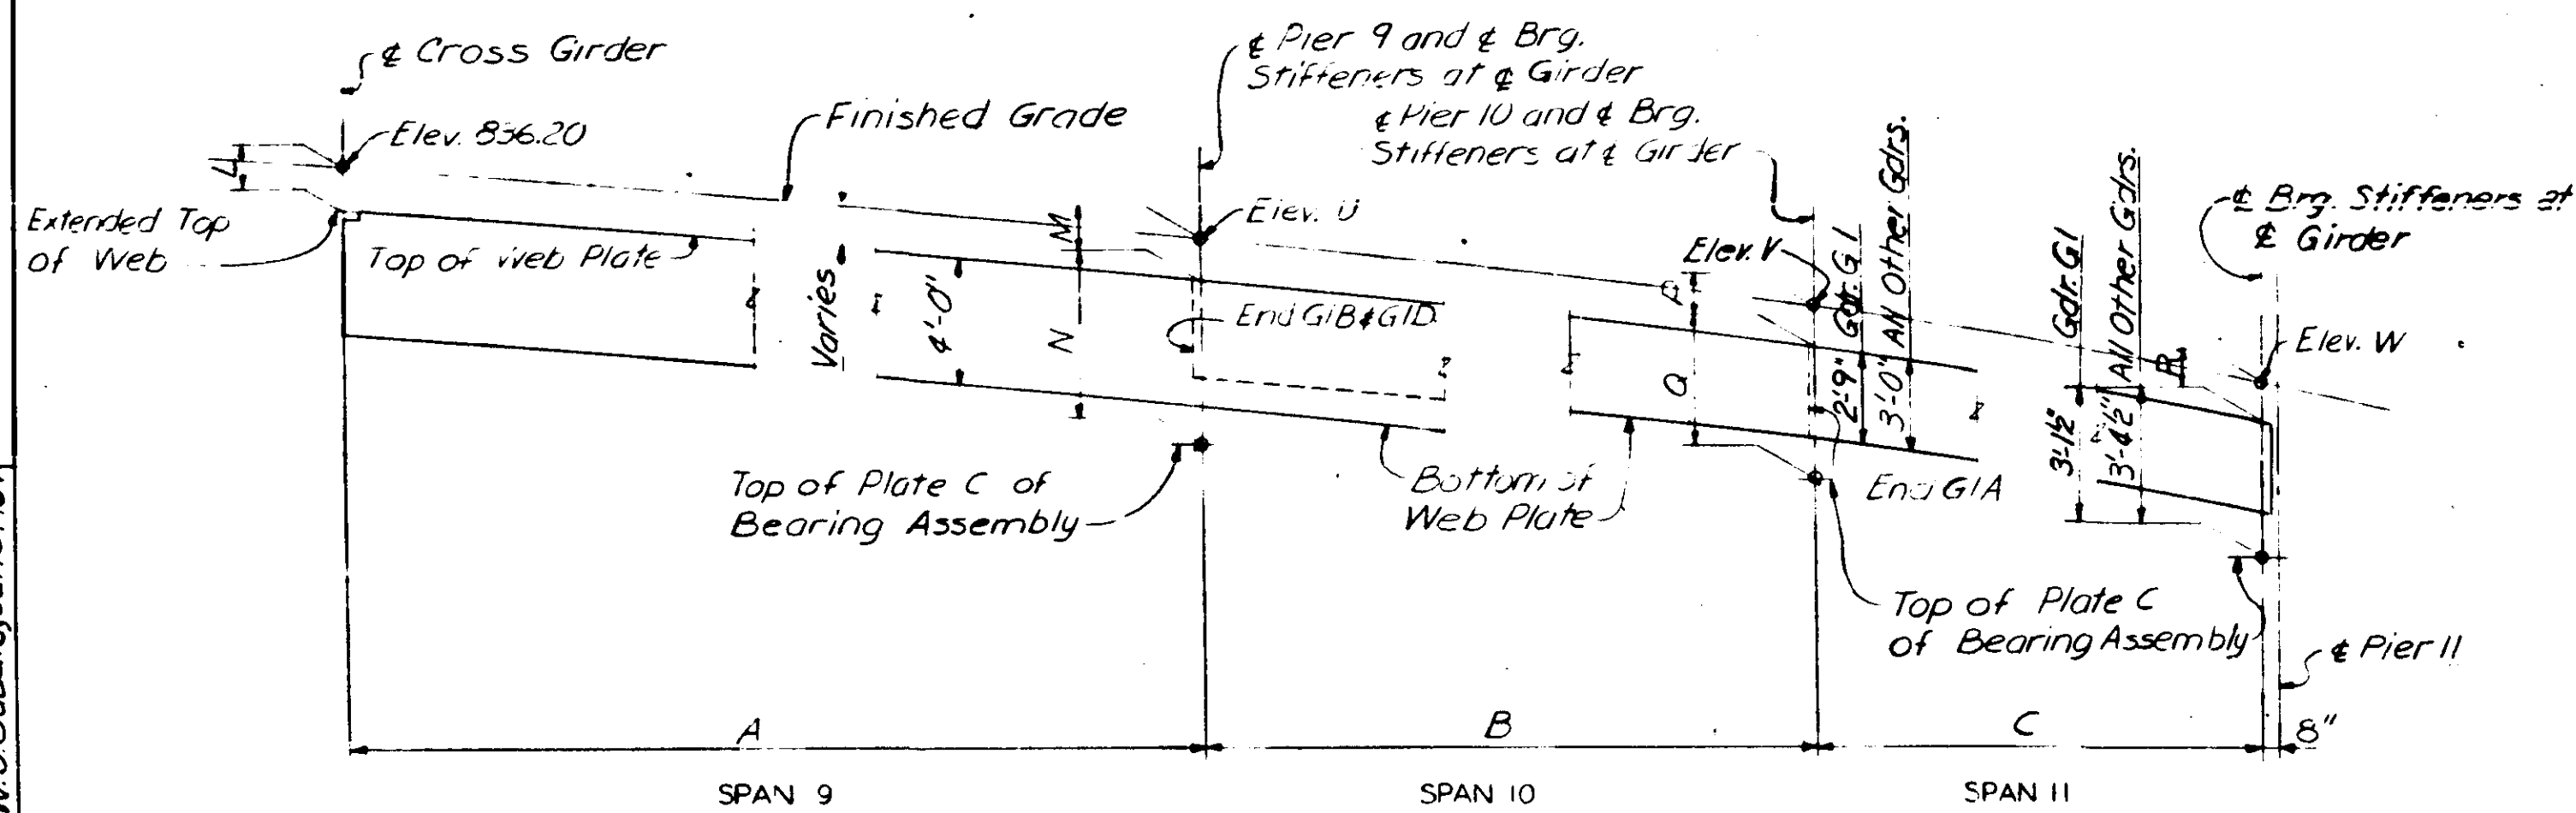 ℄ Cross Girder
Elev. 836.20
Finished Grade
L
Extended Top
of Web
Top of Web Plate
Varies
4'-0"
M
N
℄ Pier 9 and ℄ Brg.
Stiffeners at ℄ Girder
℄ Pier 10 and ℄ Brg.
Stiffeners at ℄ Girder
Elev. U
End G1B & G1D
Elev. V
P
Q
2'-9" Gdr. G1
3'-0" All Other Gdrs.
3'-1½" Gdr. G1
3'-4½" All Other Gdrs.
℄ Brg. Stiffeners at
℄ Girder
R
Elev. W
Top of Plate C of
Bearing Assembly
Bottom of
Web Plate
End G1A
Top of Plate C
of Bearing Assembly
℄ Pier 11
A
B
C
8"
SPAN 9
SPAN 10
SPAN 11